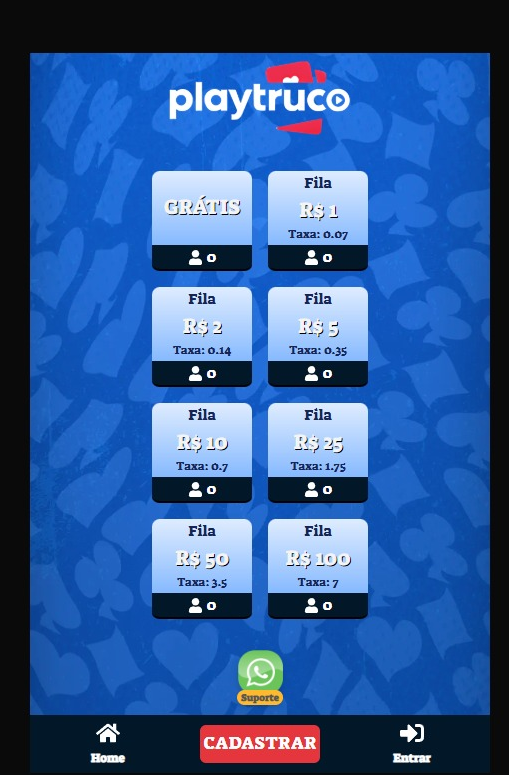 playtruco
GRÁTIS
0
Fila
R$ 1
Taxa: 0.07
0
Fila
R$ 2
Taxa: 0.14
0
Fila
R$ 5
Taxa: 0.35
0
Fila
R$ 10
Taxa: 0.7
0
Fila
R$ 25
Taxa: 1.75
0
Fila
R$ 50
Taxa: 3.5
0
Fila
R$ 100
Taxa: 7
0
Suporte
Home
CADASTRAR
Entrar